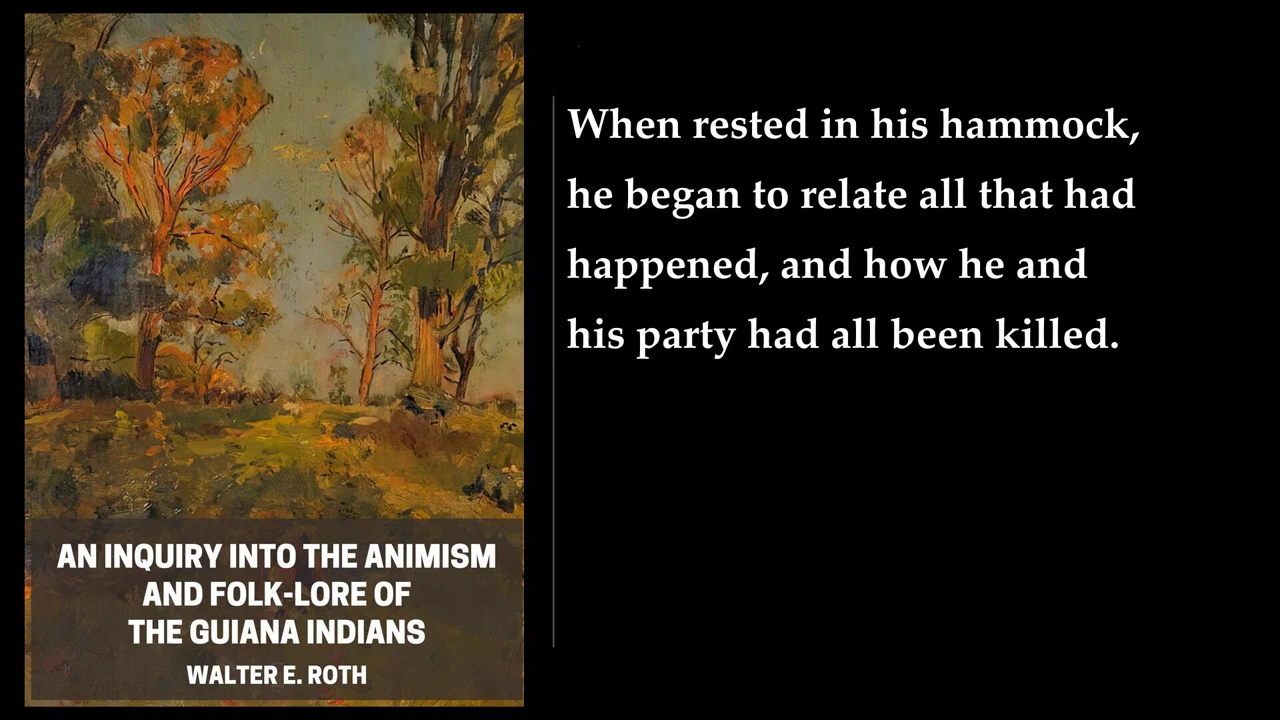 When rested in his hammock,
he began to relate all that had
happened, and how he and
his party had all been killed.
AN INQUIRY INTO THE ANIMISM
AND FOLK-LORE OF
THE GUIANA INDIANS
WALTER E. ROTH